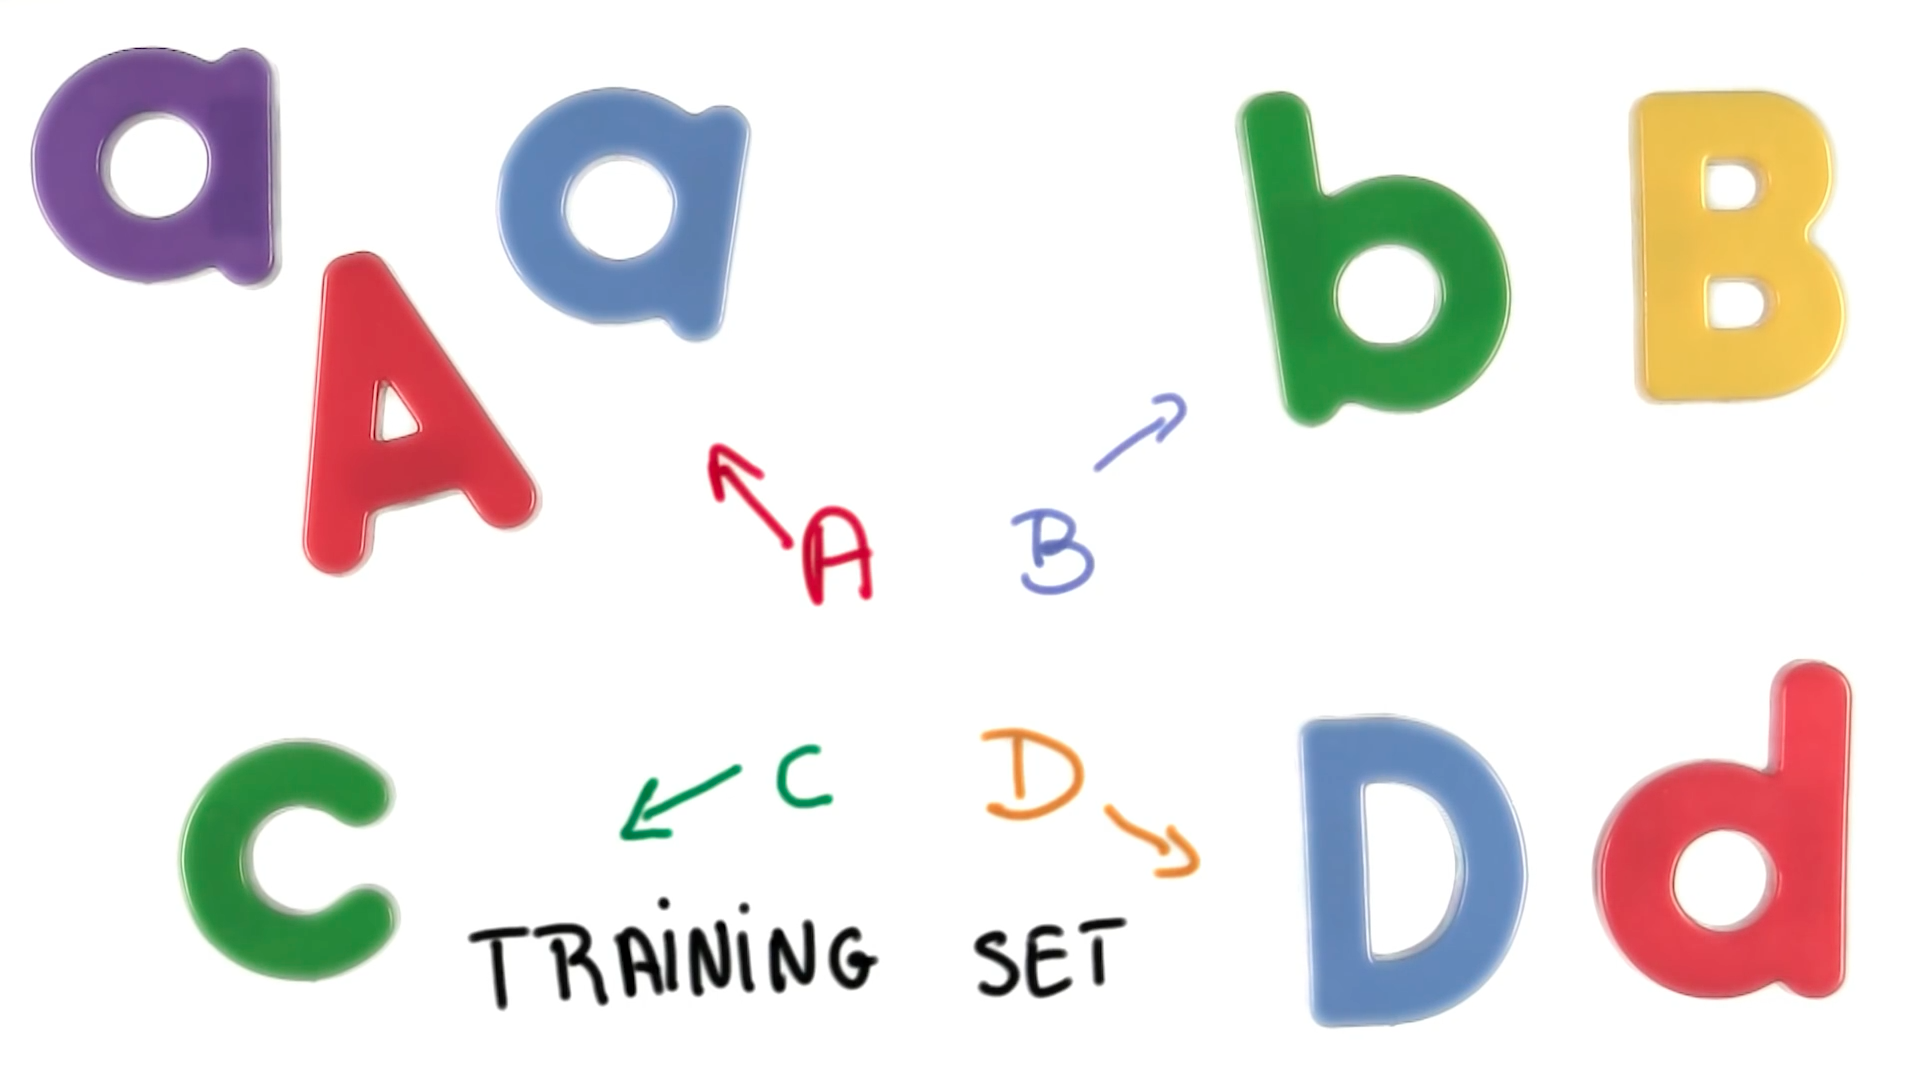 a a b B
A
A B
C D
c D d
TRAiNiNG SET